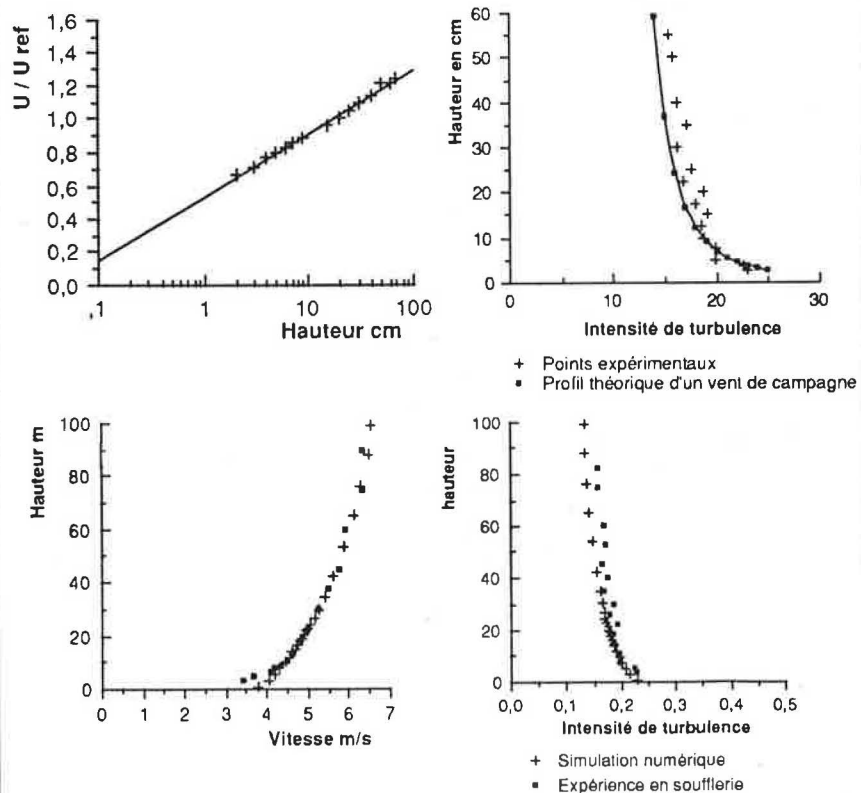 U / U ref
1,6
1,4
1,2
1,0
0,8
0,6
0,4
0,2
0,0
,1 1 10 100
Hauteur cm
Hauteur en cm
60
50
40
30
20
10
0
0 10 20 30
Intensité de turbulence
+ Points expérimentaux
▪ Profil théorique d'un vent de campagne
Hauteur m
100
80
60
40
20
0
0 1 2 3 4 5 6 7
Vitesse m/s
hauteur
100
80
60
40
20
0
0,0 0,1 0,2 0,3 0,4 0,5
Intensité de turbulence
+ Simulation numérique
▪ Expérience en soufflerie